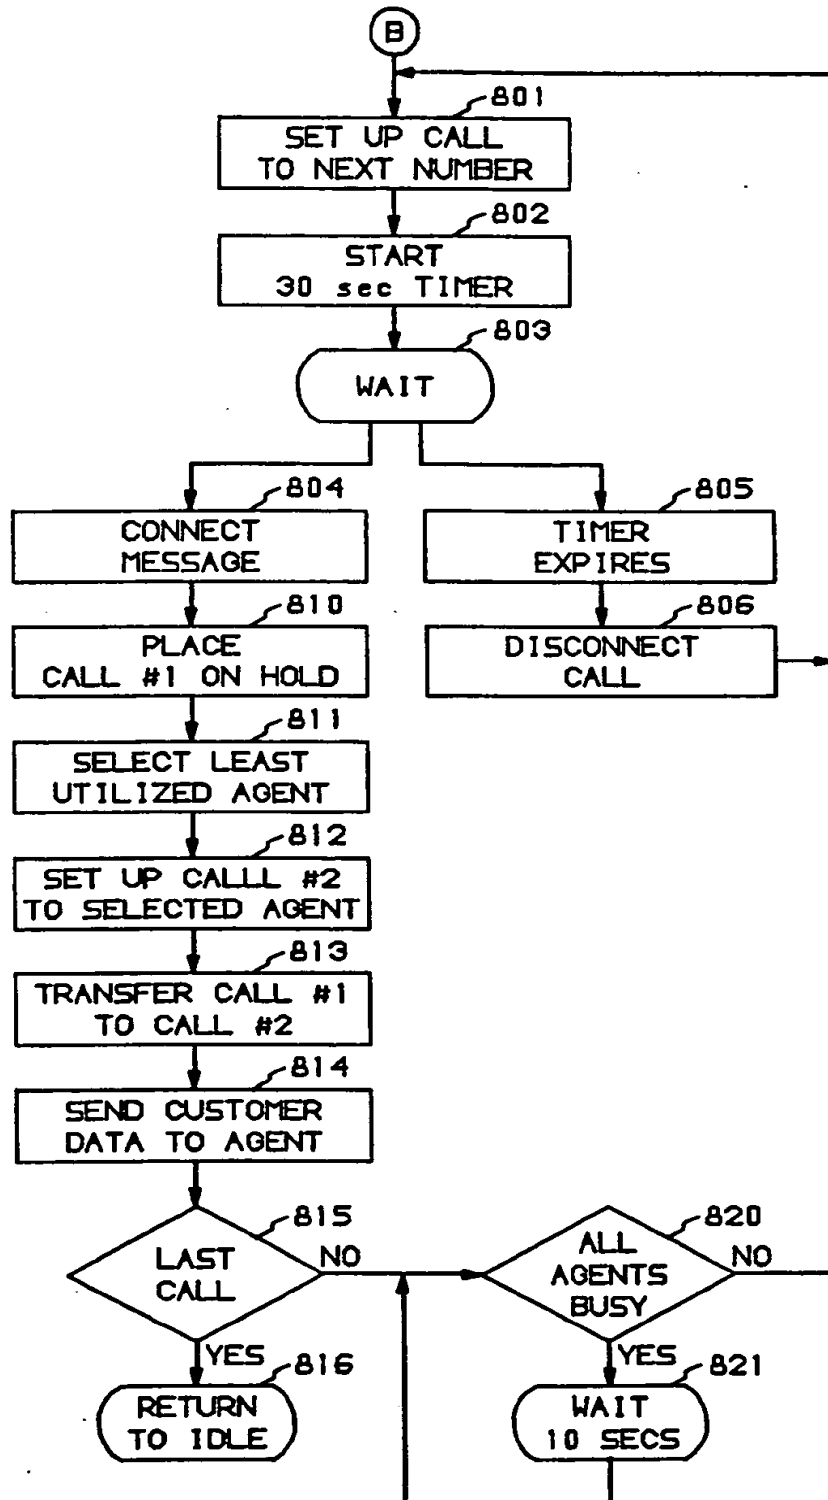 B
801
SET UP CALL
TO NEXT NUMBER
802
START
30 sec TIMER
803
WAIT
804
CONNECT
MESSAGE
805
TIMER
EXPIRES
810
PLACE
CALL #1 ON HOLD
806
DISCONNECT
CALL
811
SELECT LEAST
UTILIZED AGENT
812
SET UP CALLL #2
TO SELECTED AGENT
813
TRANSFER CALL #1
TO CALL #2
814
SEND CUSTOMER
DATA TO AGENT
815
LAST
CALL
NO
YES
820
ALL
AGENTS
BUSY
NO
YES
816
RETURN
TO IDLE
821
WAIT
10 SECS